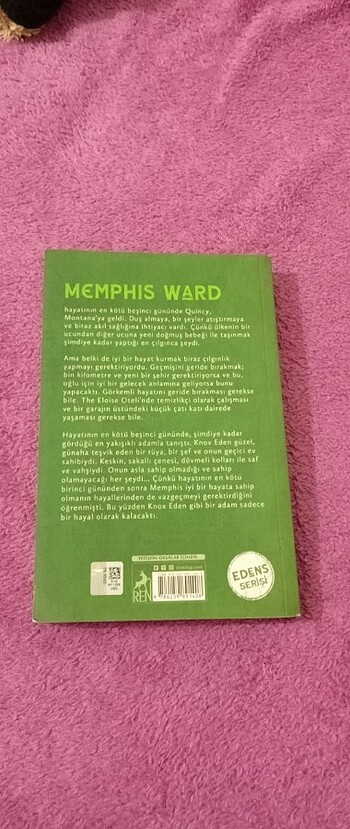 MEMPHIS WARD
hayatının en kötü beşinci gününde Quincy,
Montana'ya geldi. Duş almaya, bir şeyler atıştırmaya
ve biraz akıl sağlığına ihtiyacı vardı. Çünkü ülkenin bir
ucundan diğer ucuna yeni doğmuş bebeği ile taşınmak
şimdiye kadar yaptığı en çılgınca şeydi.
Ama belki de iyi bir hayat kurmak biraz çılgınlık
yapmayı gerektiriyordu. Geçmişini geride bırakmak;
bin kilometre ve yeni bir şehir gerektiriyorsa ve bu,
oğlu için iyi bir gelecek anlamına geliyorsa bunu
yapacaktı. Görkemli hayatını geride bırakması gerekse
bile. The Eloise Oteli'nde temizlikçi olarak çalışması
ve bir garajın üstündeki küçük çatı katı dairede
yaşaması gerekse bile.
Hayatının en kötü beşinci gününde, şimdiye kadar
gördüğü en yakışıklı adamla tanıştı. Knox Eden güzel,
günaha teşvik eden bir rüya, bir şef ve onun geçici ev
sahibiydi. Keskin, sakallı çenesi, dövmeli kolları ile saf
ve vahşiydi. Onun asla sahip olmadığı ve sahip
olamayacağı her şeydi... Çünkü hayatının en kötü
birinci gününden sonra Memphis iyi bir hayata sahip
olmanın hayallerinden de vazgeçmeyi gerektirdiğini
öğrenmişti. Bu yüzden Knox Eden gibi bir adam sadece
bir hayal olarak kalacaktı.
YETİŞKİN OKURLAR İÇİNDİR
REN
EDENS
SERİSİ